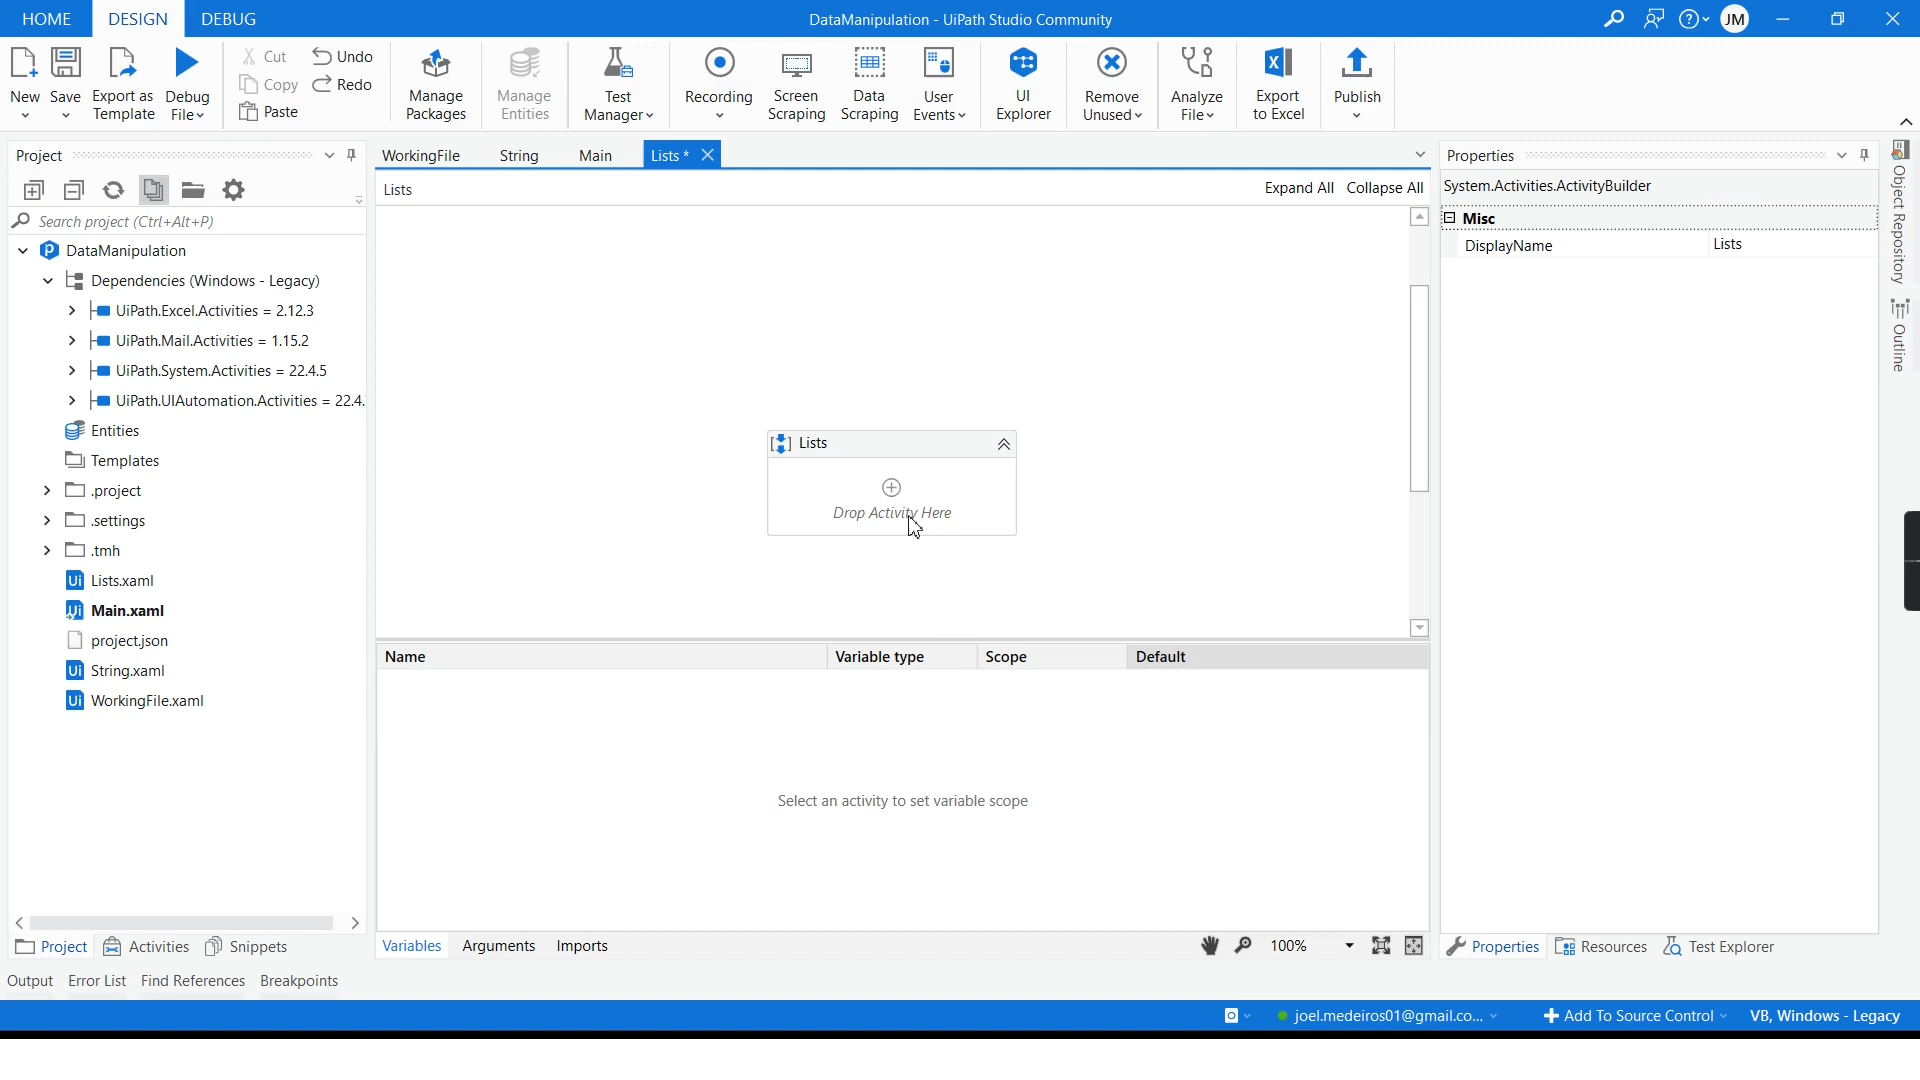 HOME DESIGN DEBUG DataManipulation - UiPath Studio Community JM
New Save Export as Template Debug File Cut Copy Paste Undo Redo Manage Packages Manage Entities Test Manager Recording Screen Scraping Data Scraping User Events UI Explorer Remove Unused Analyze File Export to Excel Publish
Project WorkingFile String Main Lists * Properties
Lists Expand All Collapse All System.Activities.ActivityBuilder
Search project (Ctrl+Alt+P) Misc
DisplayName Lists
DataManipulation
Dependencies (Windows - Legacy)
UiPath.Excel.Activities = 2.12.3
UiPath.Mail.Activities = 1.15.2
UiPath.System.Activities = 22.4.5
UiPath.UIAutomation.Activities = 22.4.
Entities
Templates
.project
.settings
.tmh
Lists.xaml
Main.xaml
project.json
String.xaml
WorkingFile.xaml
Lists
Drop Activity Here
Name Variable type Scope Default
Select an activity to set variable scope
Object Repository
Outline
Project Activities Snippets Variables Arguments Imports 100% Properties Resources Test Explorer
Output Error List Find References Breakpoints
joel.medeiros01@gmail.co... Add To Source Control VB, Windows - Legacy